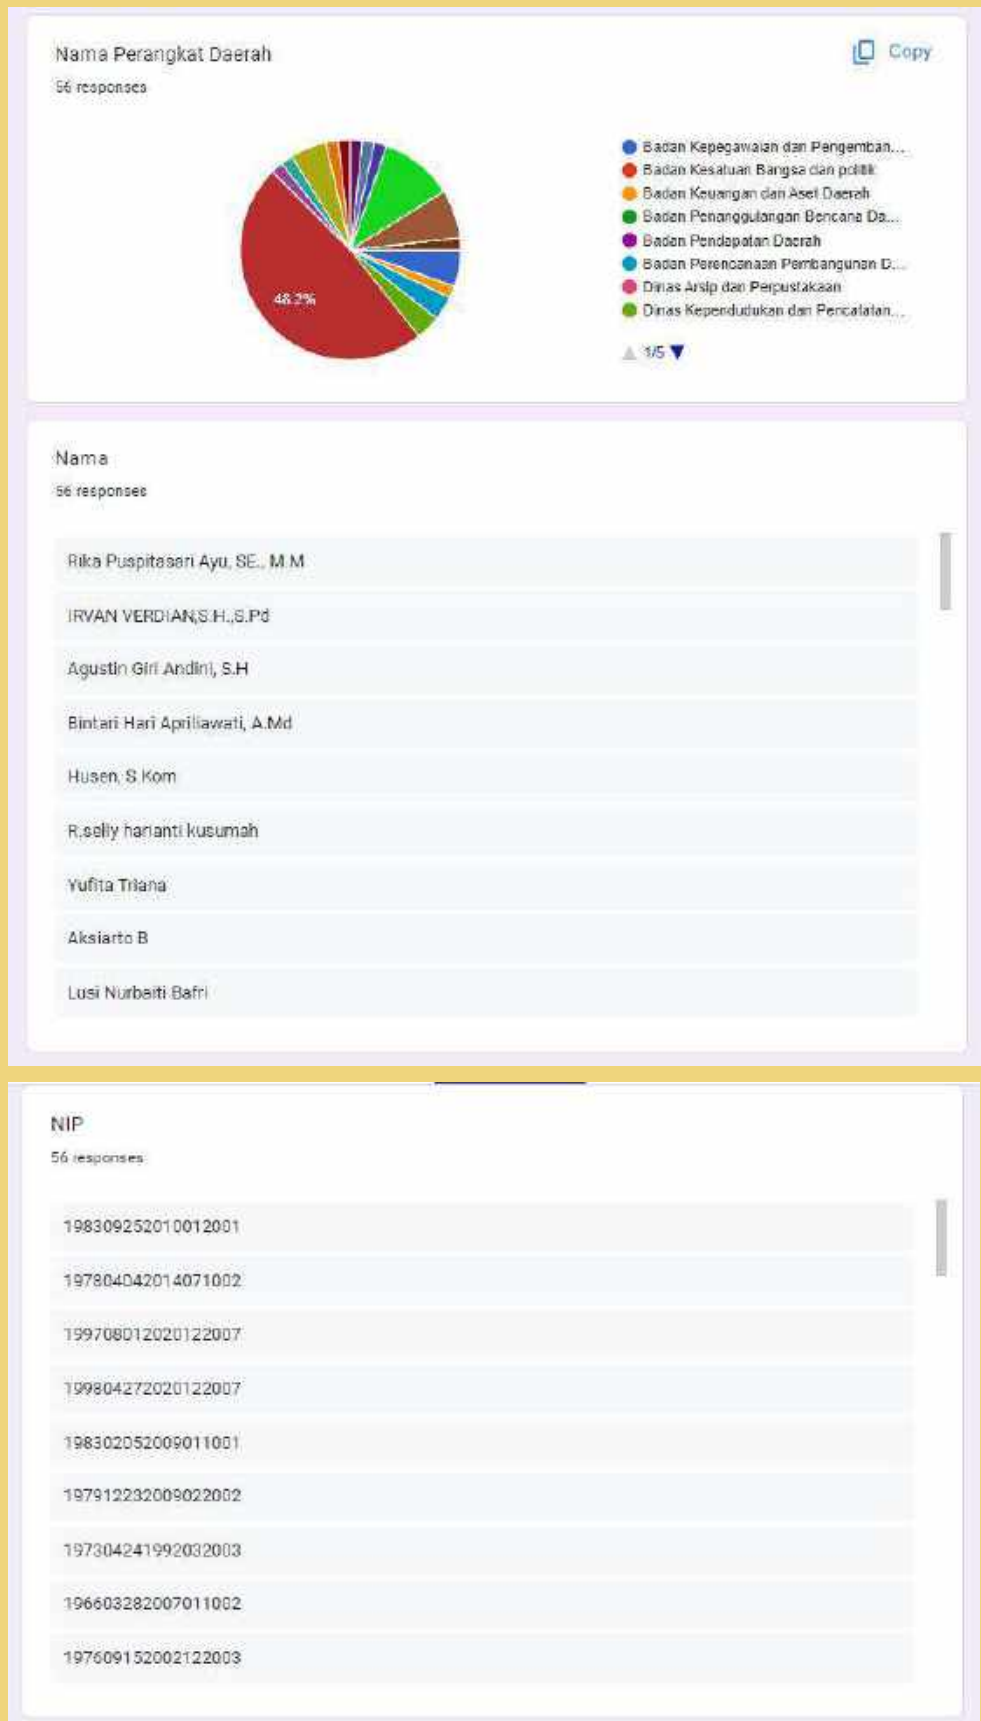 Nama Perangkat Daerah
Copy
56 responses
48.2%
Badan Kepegawaian dan Pengemban...
Badan Kesatuan Bangsa dan politik
Badan Keuangan dan Aset Daerah
Badan Penanggulangan Bencana Da...
Badan Pendapatan Daerah
Badan Perencanaan Pembangunan D...
Dinas Arsip dan Perpustakaan
Dinas Kependudukan dan Pencatatan...
1/5
Nama
56 responses
Rika Puspitasari Ayu, SE., M.M
IRVAN VERDIAN,S.H.,S.Pd
Agustin Giri Andini, S.H
Bintari Hari Apriliawati, A.Md
Husen, S.Kom
R.selly harianti kusumah
Yufita Triana
Aksiarto B
Lusi Nurbaiti Bafri
NIP
56 responses
198309252010012001
197804042014071002
199708012020122007
199804272020122007
198302052009011001
197912232009022002
197304241992032003
196603282007011002
197609152002122003